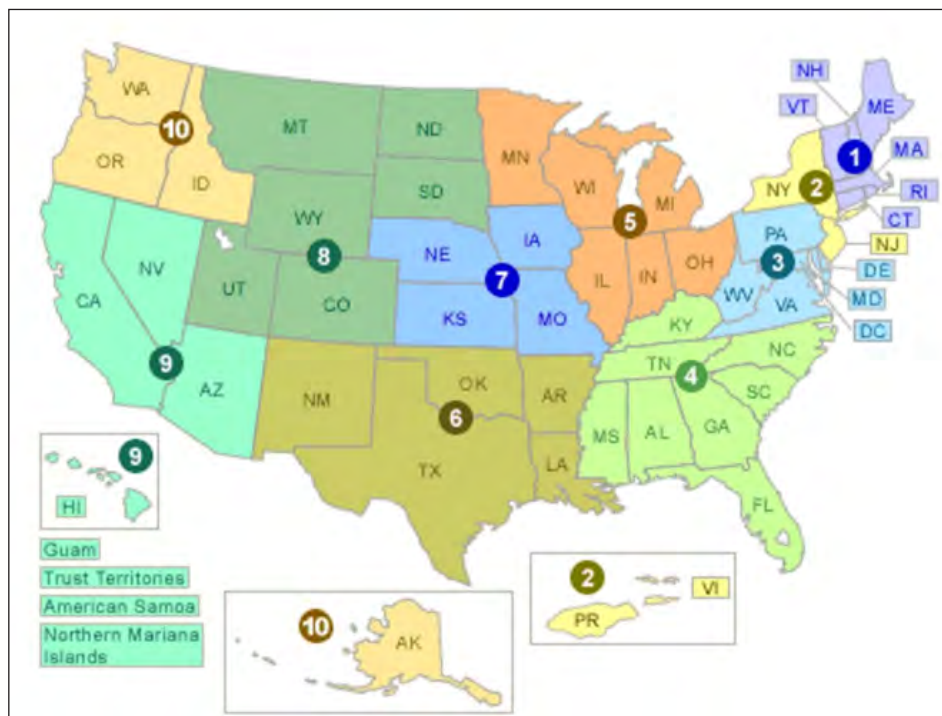 WA
10
OR
ID
MT
ND
SD
WY
8
UT
CO
NV
CA
9
AZ
NE
IA
7
KS
MO
MN
WI
MI
5
IL
IN
OH
NM
OK
AR
6
TX
LA
KY
TN
NC
4
SC
MS
AL
GA
FL
PA
3
WV
VA
DE
MD
DC
NY
2
NJ
NH
VT
ME
1
MA
RI
CT
9
HI
Guam
Trust Territories
American Samoa
Northern Mariana
Islands
10
AK
2
VI
PR